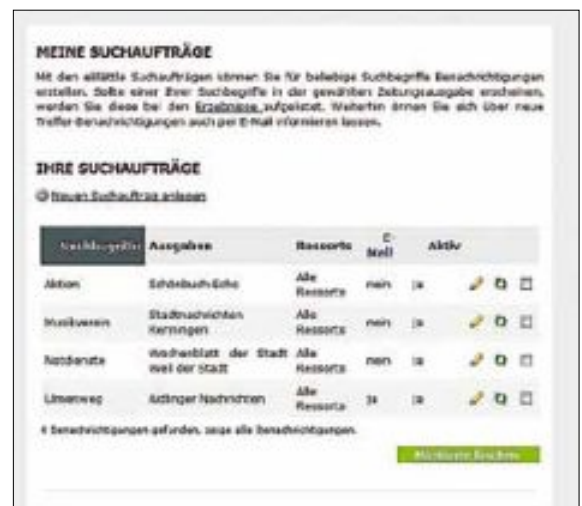 MEINE SUCHAUFTRÄGE
Mit den Suchaufträgen können Sie für beliebige Suchbegriffe Benachrichtigungen
erstellen. Sollte einer Ihrer Suchbegriffe in der gewählten Zeitungsausgabe erscheinen,
werden Sie diese bei den Ergebnisse aufgelistet. Weiterhin Sie sich über neue
Treffer-Benachrichtigungen auch per E-Mail informieren lassen.
IHRE SUCHAUFTRÄGE
Neuen Suchauftrag anlegen
Suchbegriffe Ausgaben Ressorts E-Mail Aktiv
Aktion Schönbuch-Echo Alle Ressorts nein ja
Musikverein Stadtnachrichten Alle Ressorts nein ja
Notdienste Wochenblatt der Stadt Weil der Stadt Alle Ressorts nein ja
Aidlinger Nachrichten Alle Ressorts ja ja
4 Benachrichtigungen gefunden, zeige alle Benachrichtigungen.
Markierte löschen